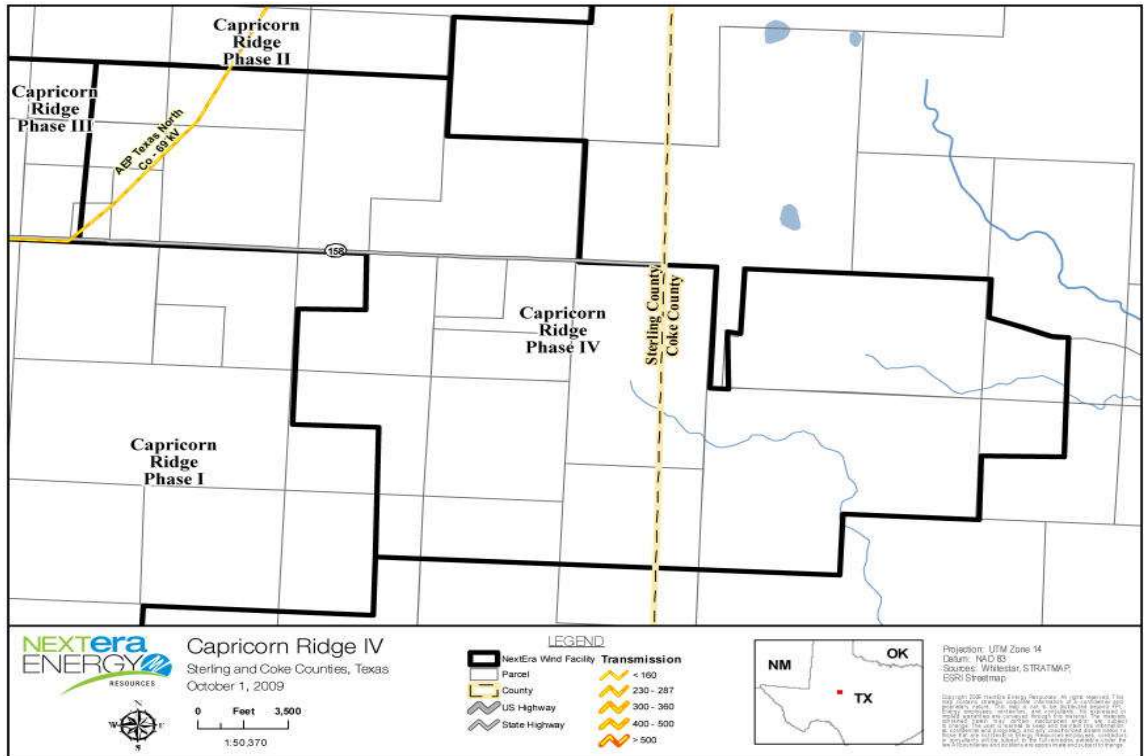 Capricorn
Ridge
Phase II
Capricorn
Ridge
Phase III
AEP Texas North
Co - 69 kV
158
Capricorn
Ridge
Phase IV
Sterling County
Coke County
Capricorn
Ridge
Phase I
NEXTera
ENERGY
RESOURCES
Capricorn Ridge IV
Sterling and Coke Counties, Texas
October 1, 2009
N
S
0 Feet 3,500
1:50,370
LEGEND
NextEra Wind Facility
Parcel
County
US Highway
State Highway
Transmission
< 160
230 - 287
300 - 360
400 - 500
> 500
NM
OK
TX
Projection: UTM Zone 14
Datum: NAD 83
Sources: Whitestar, STRATMAP,
ESRI Streetmap